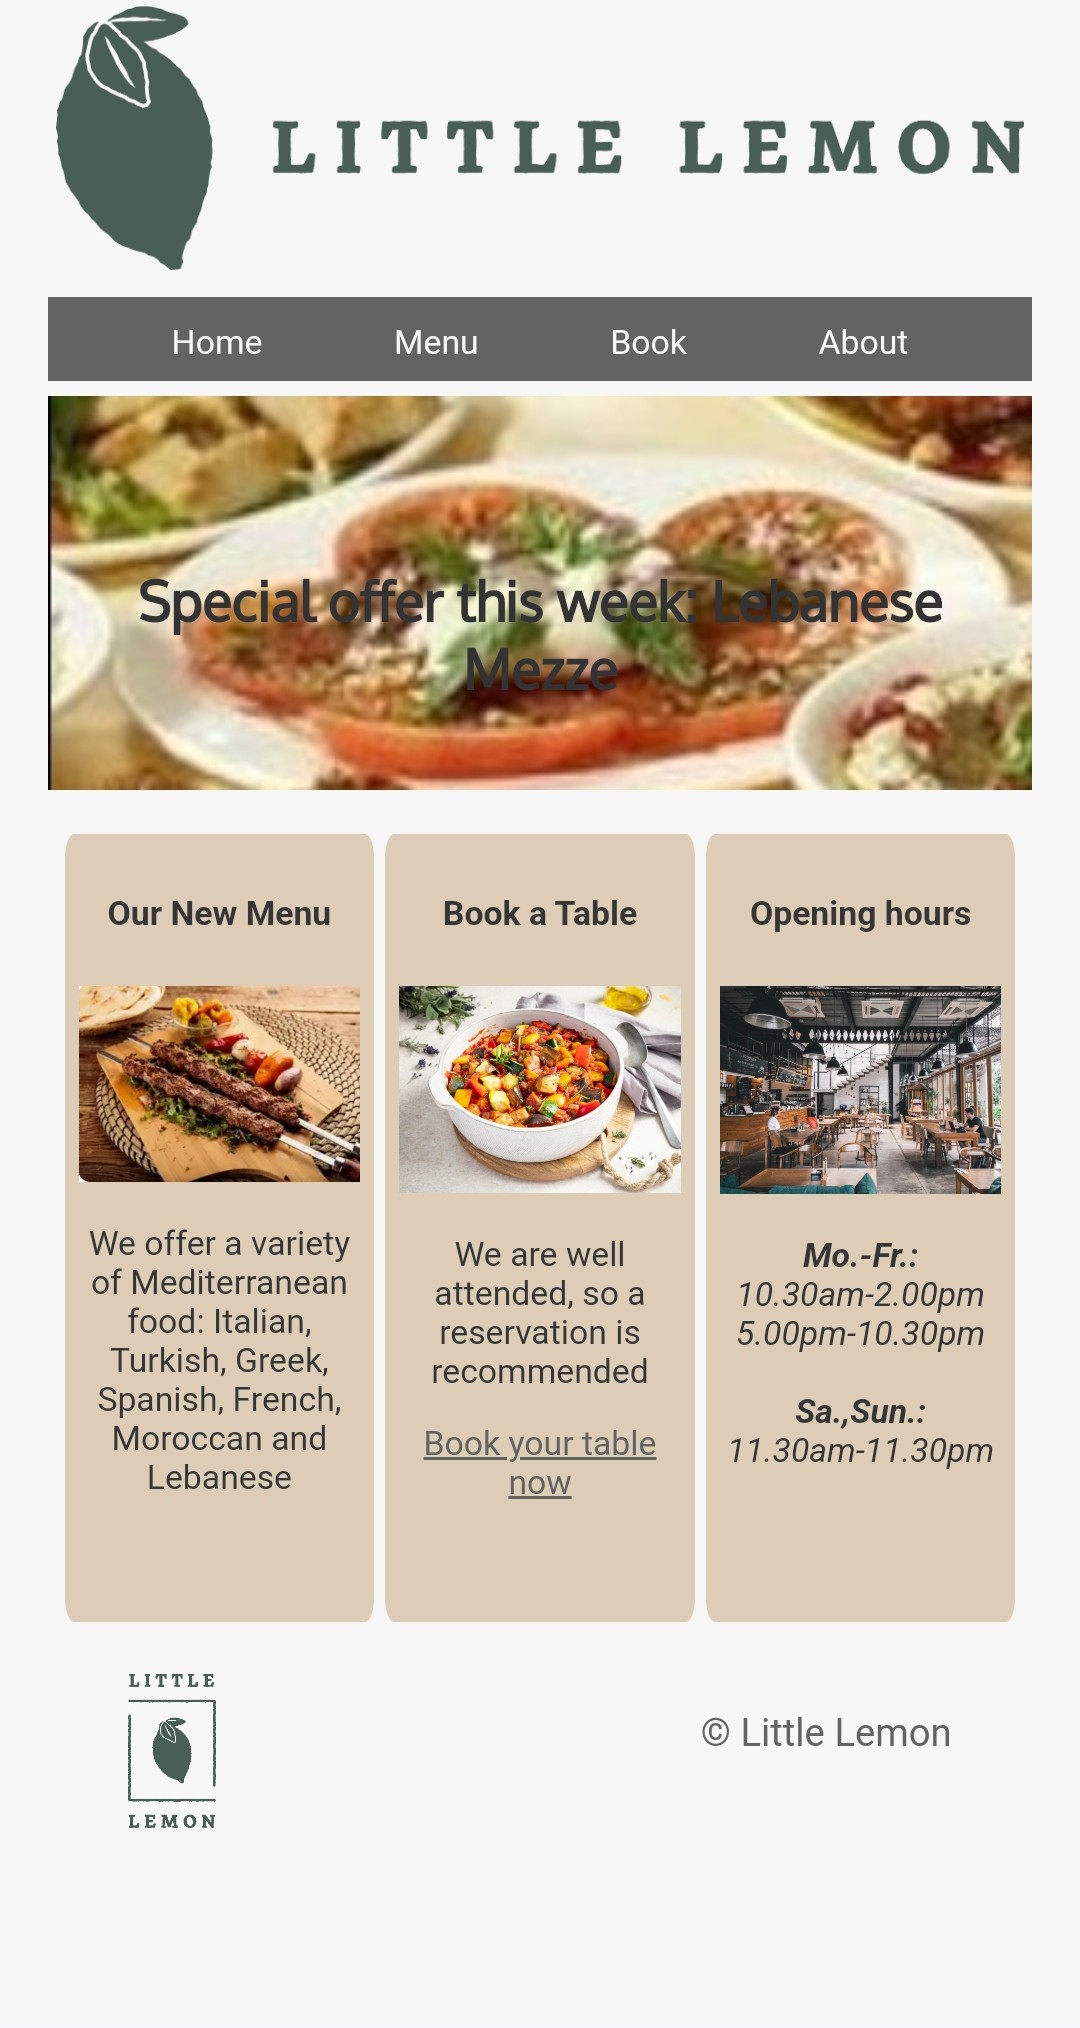 LITTLE LEMON
Home Menu Book About
Special offer this week: Lebanese
Mezze
Our New Menu
We offer a variety
of Mediterranean
food: Italian,
Turkish, Greek,
Spanish, French,
Moroccan and
Lebanese
Book a Table
We are well
attended, so a
reservation is
recommended
Book your table
now
Opening hours
Mo.-Fr.:
10.30am-2.00pm
5.00pm-10.30pm
Sa.,Sun.:
11.30am-11.30pm
LITTLE
LEMON
© Little Lemon